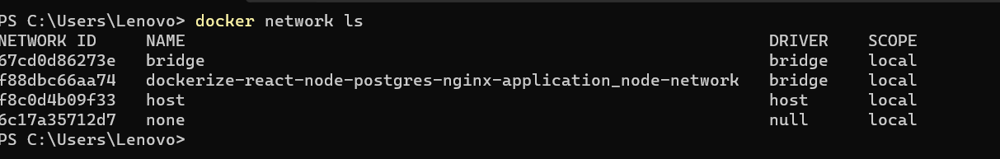 PS C:\Users\Lenovo> docker network ls
NETWORK ID NAME DRIVER SCOPE
67cd0d86273e bridge bridge local
f88dbc66aa74 dockerize-react-node-postgres-nginx-application_node-network bridge local
f8c0d4b09f33 host host local
6c17a35712d7 none null local
PS C:\Users\Lenovo>